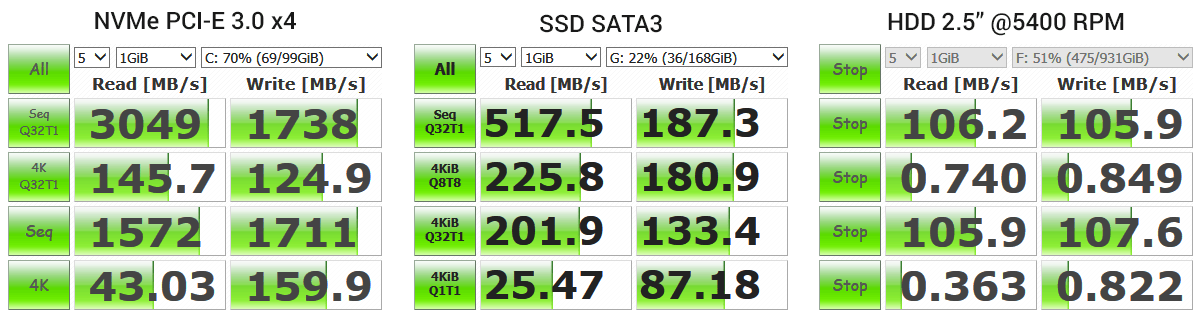 NVMe PCI-E 3.0 x4
All 5 1GiB C: 70% (69/99GiB)
Read [MB/s] Write [MB/s]
Seq Q32T1 3049 1738
4K Q32T1 145.7 124.9
Seq 1572 1711
4K 43.03 159.9
SSD SATA3
All 5 1GiB G: 22% (36/168GiB)
Read [MB/s] Write [MB/s]
Seq Q32T1 517.5 187.3
4KiB Q8T8 225.8 180.9
4KiB Q32T1 201.9 133.4
4KiB Q1T1 25.47 87.18
HDD 2.5” @5400 RPM
Stop 5 1GiB F: 51% (475/931GiB)
Read [MB/s] Write [MB/s]
Stop 106.2 105.9
Stop 0.740 0.849
Stop 105.9 107.6
Stop 0.363 0.822